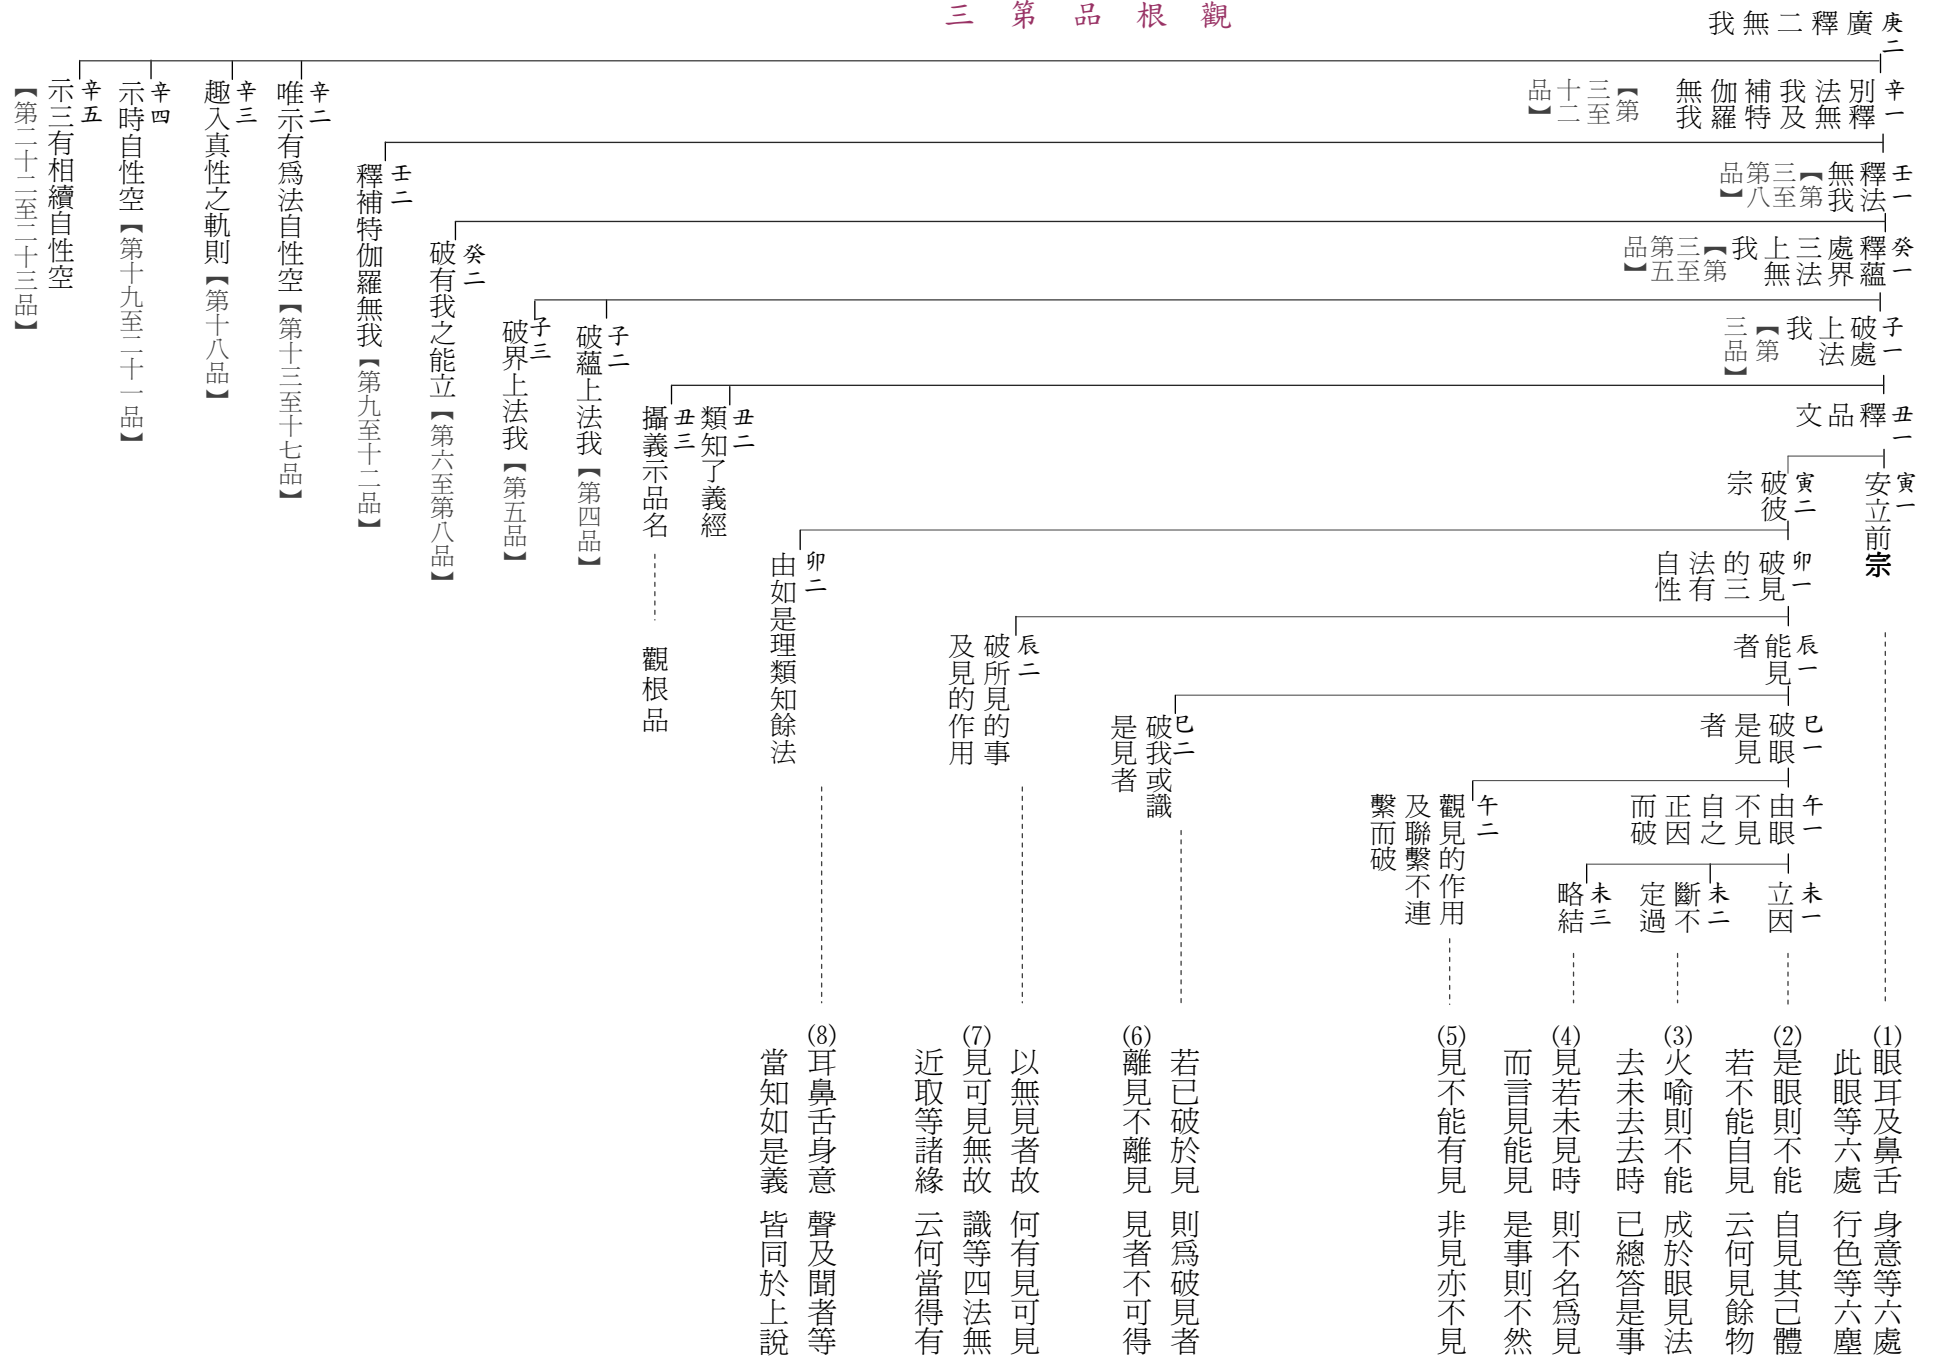 觀根品第三
庚二
廣釋二無我
辛一
別釋
法無
我及
補特
伽羅
無我
【第
三至
十二
品】
辛二
唯示有為法自性空【第十三至十七品】
辛三
趣入真性之軌則【第十八品】
辛四
示時自性空【第十九至二十一品】
辛五
示三有相續自性空
【第二十二至二十三品】
壬一
釋法
無我
【第
三至
第八
品】
壬二
釋補特伽羅無我【第九至十二品】
癸一
釋蘊
處界
三法
上無
我
【第
三至
第五
品】
癸二
破有我之能立【第六至第八品】
子一
破處
上法
我
【第
三品】
子二
破蘊上法我【第四品】
子三
破界上法我【第五品】
丑一
釋品文
丑二
類知了義經
丑三
攝義示品名
觀根品
寅一
安立前宗
寅二
破彼
宗
卯一
破見
的三
法有
自性
卯二
由如是理類知餘法
辰一
能見
者
辰二
破所見的事
及見的作用
巳一
破眼
是見
者
巳二
破我或識
是見者
午一
由眼
不見
自之
正因
而破
午二
觀見的作用
及聯繫不連
繫而破
未一
立因
未二
斷不
定過
未三
略結
(1)眼耳及鼻舌 身意等六處
此眼等六處 行色等六塵
(2)是眼則不能 自見其己體
若不能自見 云何見餘物
(3)火喻則不能 成於眼見法
去未去去時 已總答是事
(4)見若未見時 則不名為見
而言見能見 是事則不然
(5)見不能有見 非見亦不見
若已破於見 則為破見者
(6)離見不離見 見者不可得
以無見者故 何有見可見
(7)見可見無故 識等四法無
近取等諸緣 云何當得有
(8)耳鼻舌身意 聲及聞者等
當知如是義 皆同於上說